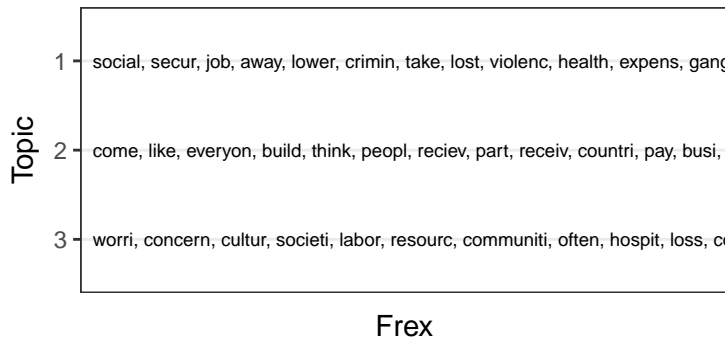 1 social, secur, job, away, lower, crimin, take, lost, violenc, health, expens, gang
2 come, like, everyon, build, think, peopl, reciev, part, receiv, countri, pay, busi,
3 worri, concern, cultur, societi, labor, resourc, communiti, often, hospit, loss,
Topic
Frex